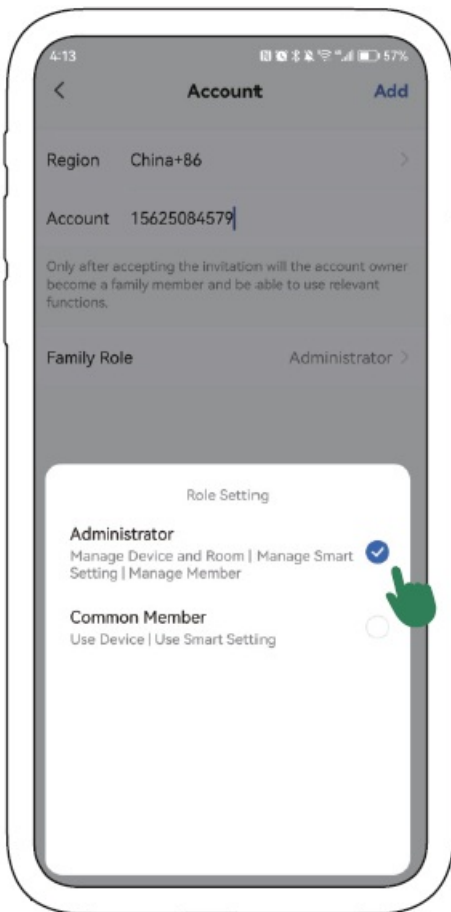 4:13
57%
Account
Add
Region China+86
Account 15625084579
Only after accepting the invitation will the account owner
become a family member and be able to use relevant
functions.
Family Role Administrator
Role Setting
Administrator
Manage Device and Room | Manage Smart
Setting | Manage Member
Common Member
Use Device | Use Smart Setting